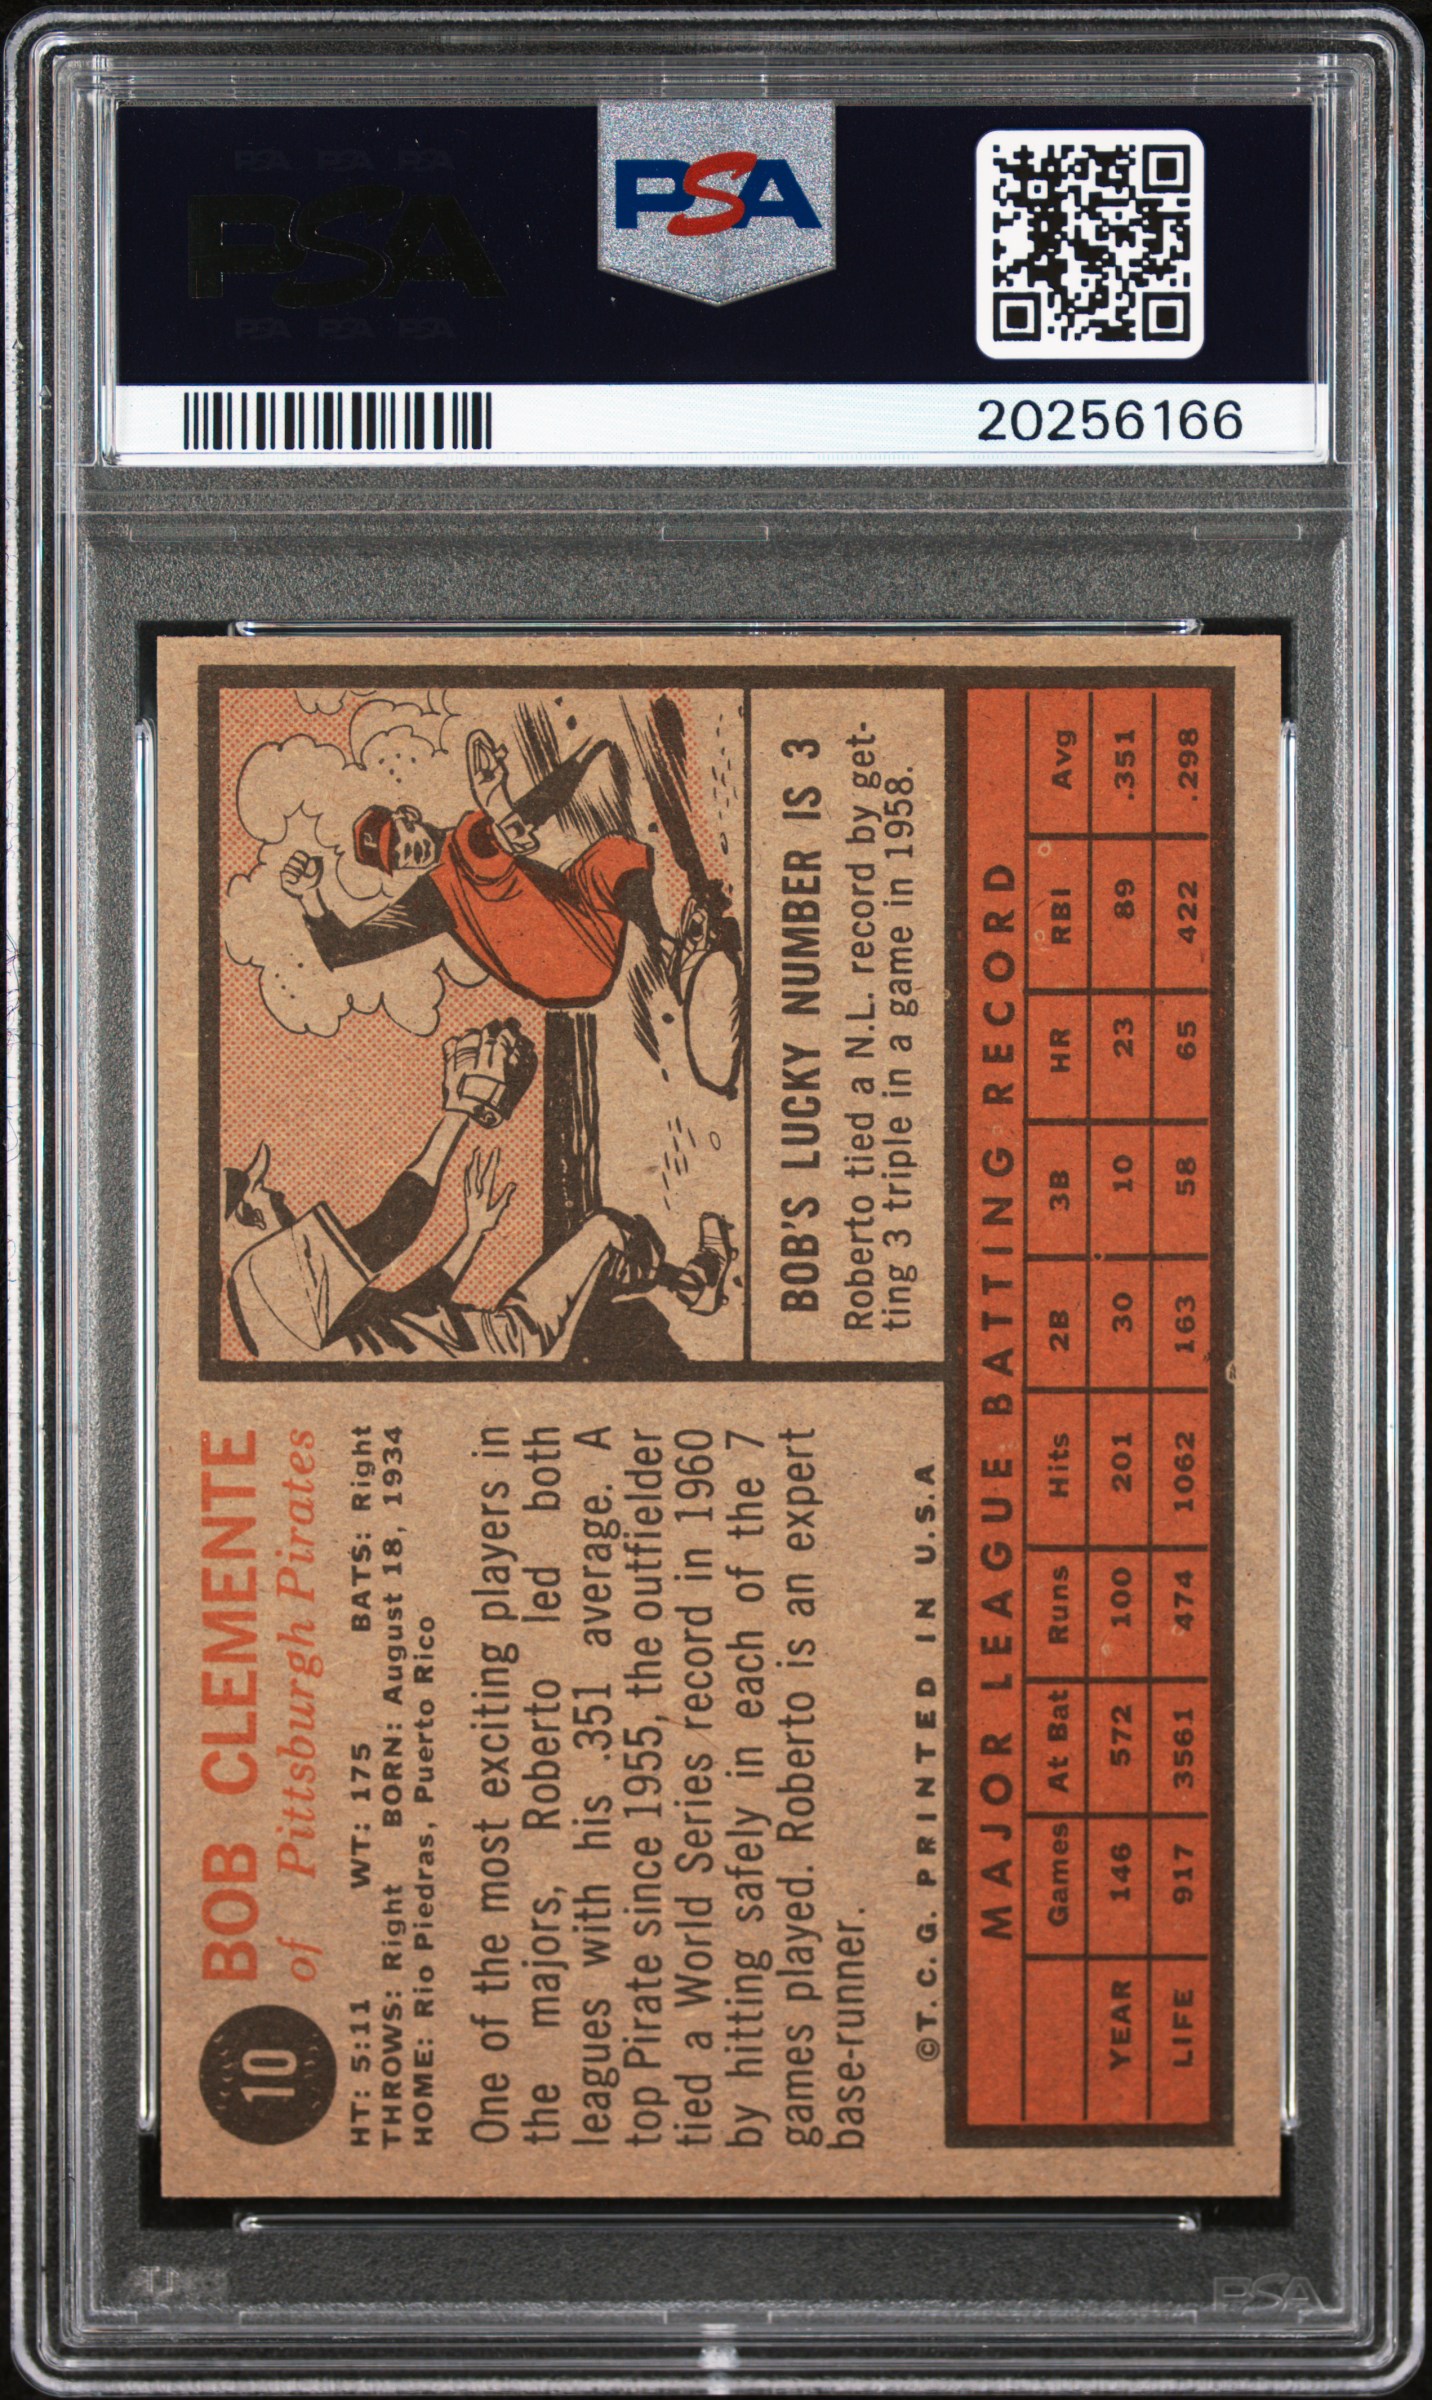 PSA PSA PSA
PSA
PSA PSA PSA
PSA
20256166
10
BOB CLEMENTE
of Pittsburgh Pirates
HT: 5:11 WT: 175 BATS: Right
THROWS: Right BORN: August 18, 1934
HOME: Rio Piedras, Puerto Rico
One of the most exciting players in
the majors, Roberto led both
leagues with his .351 average. A
top Pirate since 1955, the outfielder
tied a World Series record in 1960
by hitting safely in each of the 7
games played. Roberto is an expert
base-runner.
©T. C. G. PRINTED IN U.S.A
P
BOB'S LUCKY NUMBER IS 3
Roberto tied a N.L. record by get-
ting 3 triple in a game in 1958.
MAJOR LEAGUE BATTING RECORD
Games At Bat Runs Hits 2B 3B HR RBI Avg
YEAR 146 572 100 201 30 10 23 89 .351
LIFE 917 3561 474 1062 163 58 65 422 .298
PSA